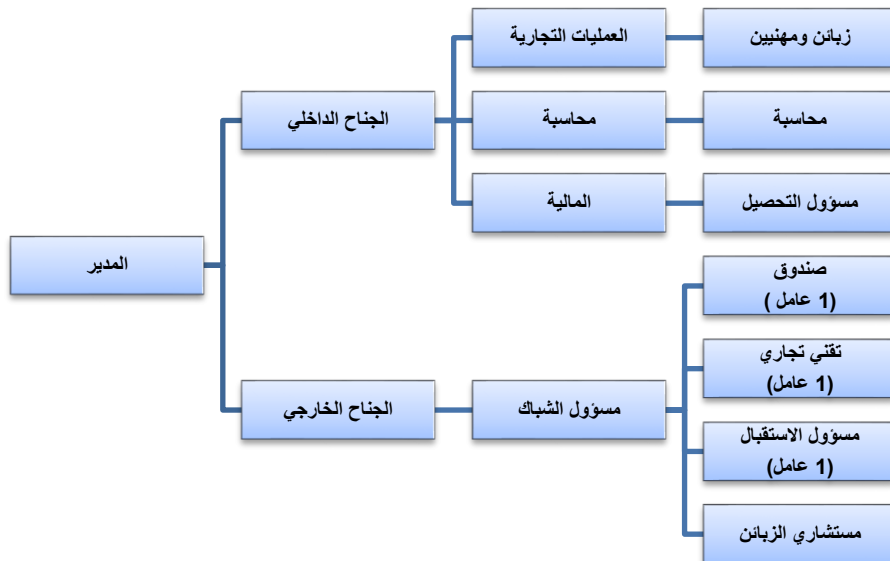 العمليات التجارية
زبائن ومهنيين
الجناح الداخلي
محاسبة
محاسبة
المالية
مسؤول التحصيل
المدير
صندوق
(1 عامل )
تقني تجاري
(1 عامل)
الجناح الخارجي
مسؤول الشباك
مسؤول الاستقبال
(1 عامل)
مستشاري الزبائن